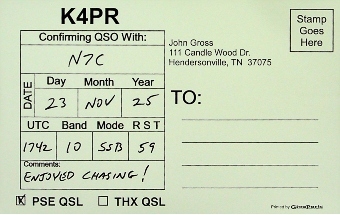 K4PR
Confirming QSO With:
N7C
DATE
Day Month Year
23 NOV 25
UTC Band Mode R S T
1742 10 SSB 59
Comments:
ENJOYED CHASING!
PSE QSL THX QSL
John Gross
111 Candle Wood Dr.
Hendersonville, TN 37075
Stamp
Goes
Here
TO:
Printed by